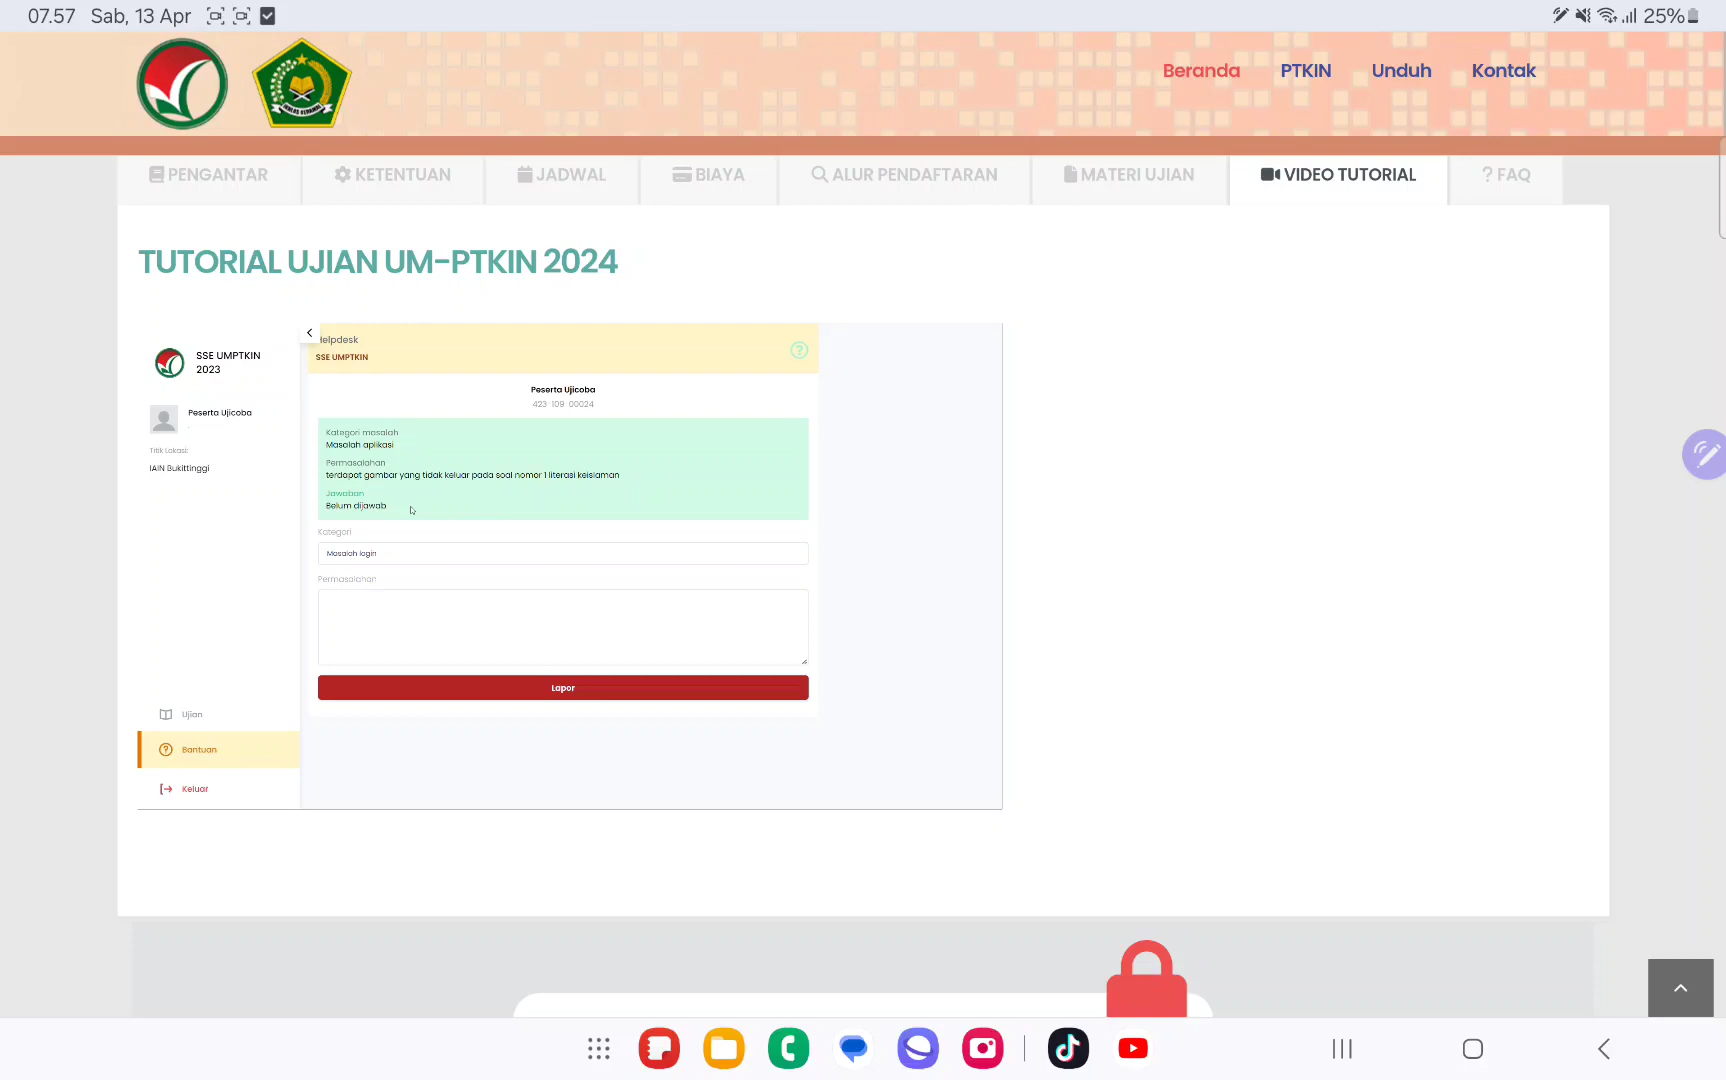 07.57 Sab, 13 Apr
25%
Beranda PTKIN Unduh Kontak
PENGANTAR KETENTUAN JADWAL BIAYA ALUR PENDAFTARAN MATERI UJIAN VIDEO TUTORIAL ? FAQ
TUTORIAL UJIAN UM-PTKIN 2024
SSE UMPTKIN
2023
Peserta Ujicoba
Titik Lokasi:
IAIN Bukittinggi
Ujian
Bantuan
Keluar
elpdesk
SSE UMPTKIN
Peserta Ujicoba
423-109-00024
Kategori masalah
Masalah aplikasi
Permasalahan
terdapat gambar yang tidak keluar pada soal nomor 1 literasi keislaman
Jawaban
Belum dijawab
Kategori
Masalah login
Permasalahan
Lapor